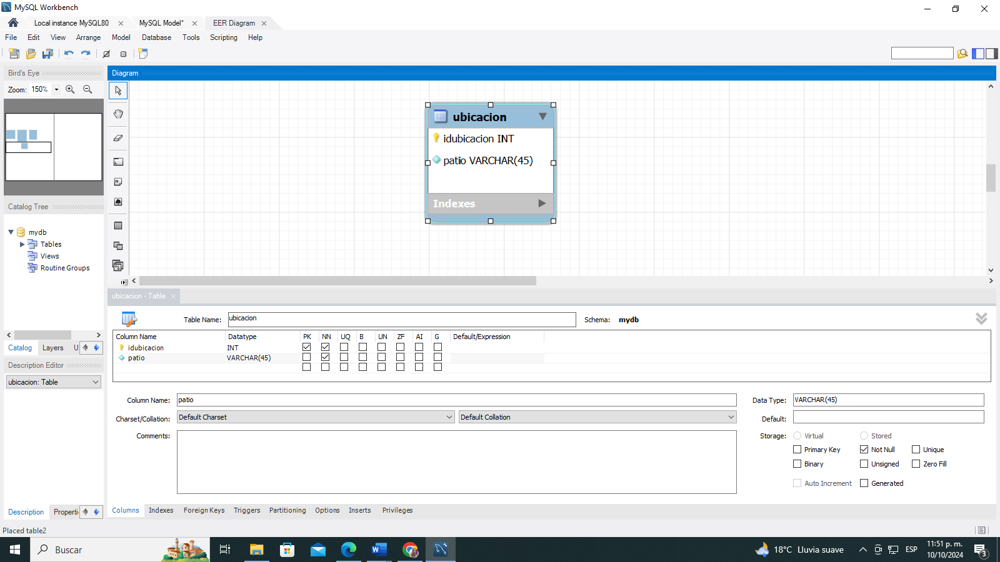 MySQL Workbench
Local instance MySQL80
MySQL Model*
EER Diagram
File Edit View Arrange Model Database Tools Scripting Help
Bird's Eye
Zoom: 150%
Diagram
ubicacion
idubicacion INT
patio VARCHAR(45)
Indexes
Catalog Tree
mydb
Tables
Views
Routine Groups
Catalog Layers U
Description Editor
ubicacion: Table
Description Properti
ubicacion - Table
Table Name: ubicacion Schema: mydb
Column Name Datatype PK NN UQ B UN ZF AI G Default/Expression
idubicacion INT
patio VARCHAR(45)
Column Name: patio
Charset/Collation: Default Charset Default Collation
Comments:
Data Type: VARCHAR(45)
Default:
Storage: Virtual Stored
Primary Key Not Null Unique
Binary Unsigned Zero Fill
Auto Increment Generated
Columns Indexes Foreign Keys Triggers Partitioning Options Inserts Privileges
Placed table2
Buscar
18°C Lluvia suave
ESP
11:51 p. m.
10/10/2024
3